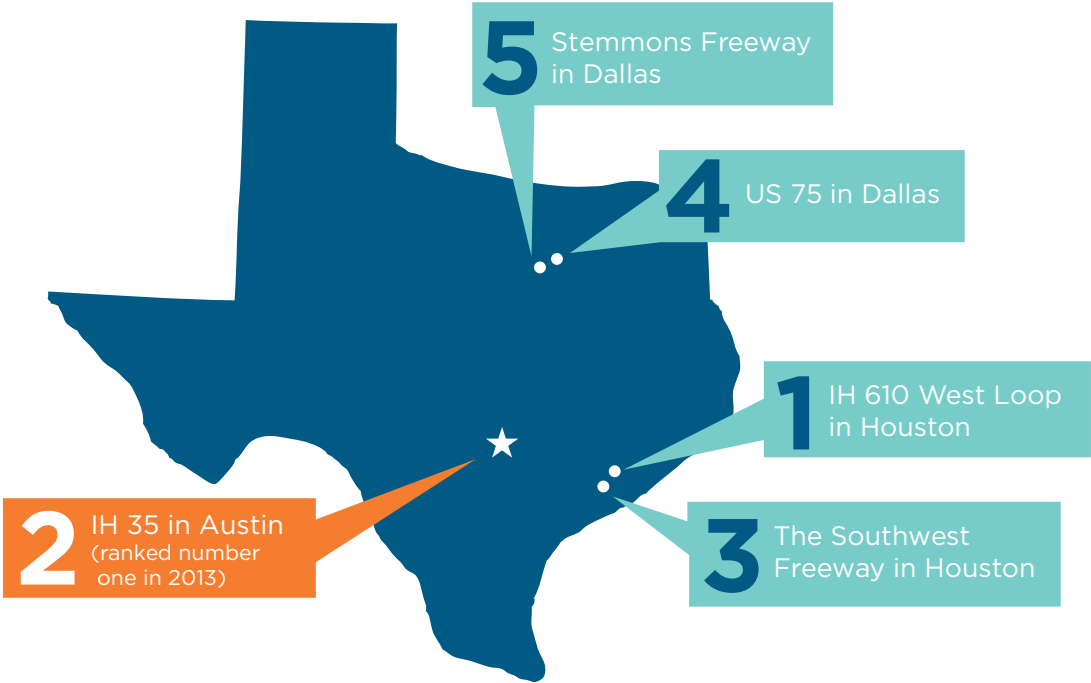 5
Stemmons Freeway
in Dallas
4
US 75 in Dallas
1
IH 610 West Loop
in Houston
2
IH 35 in Austin
(ranked number
one in 2013)
3
The Southwest
Freeway in Houston